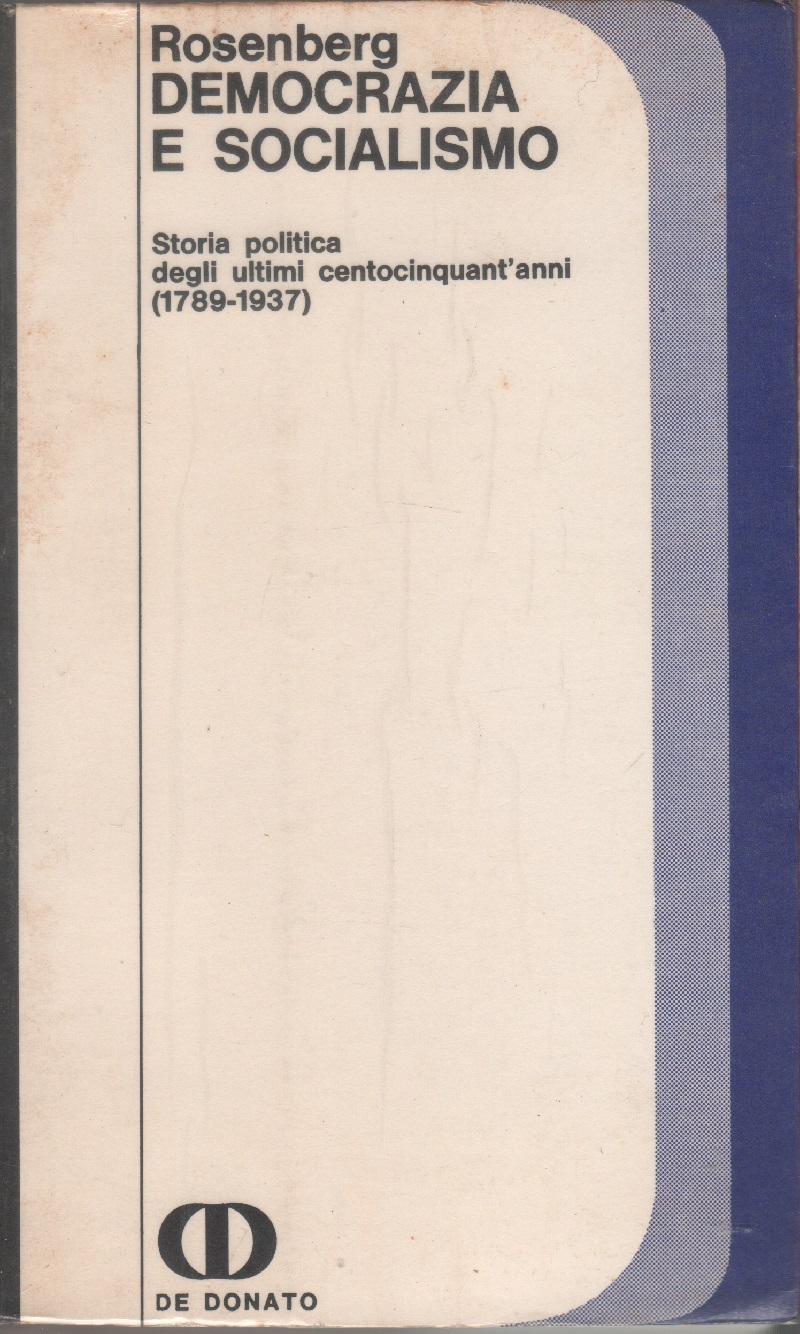 Rosenberg
DEMOCRAZIA
E SOCIALISMO
Storia politica
degli ultimi centocinquant'anni
(1789-1937)
DE DONATO